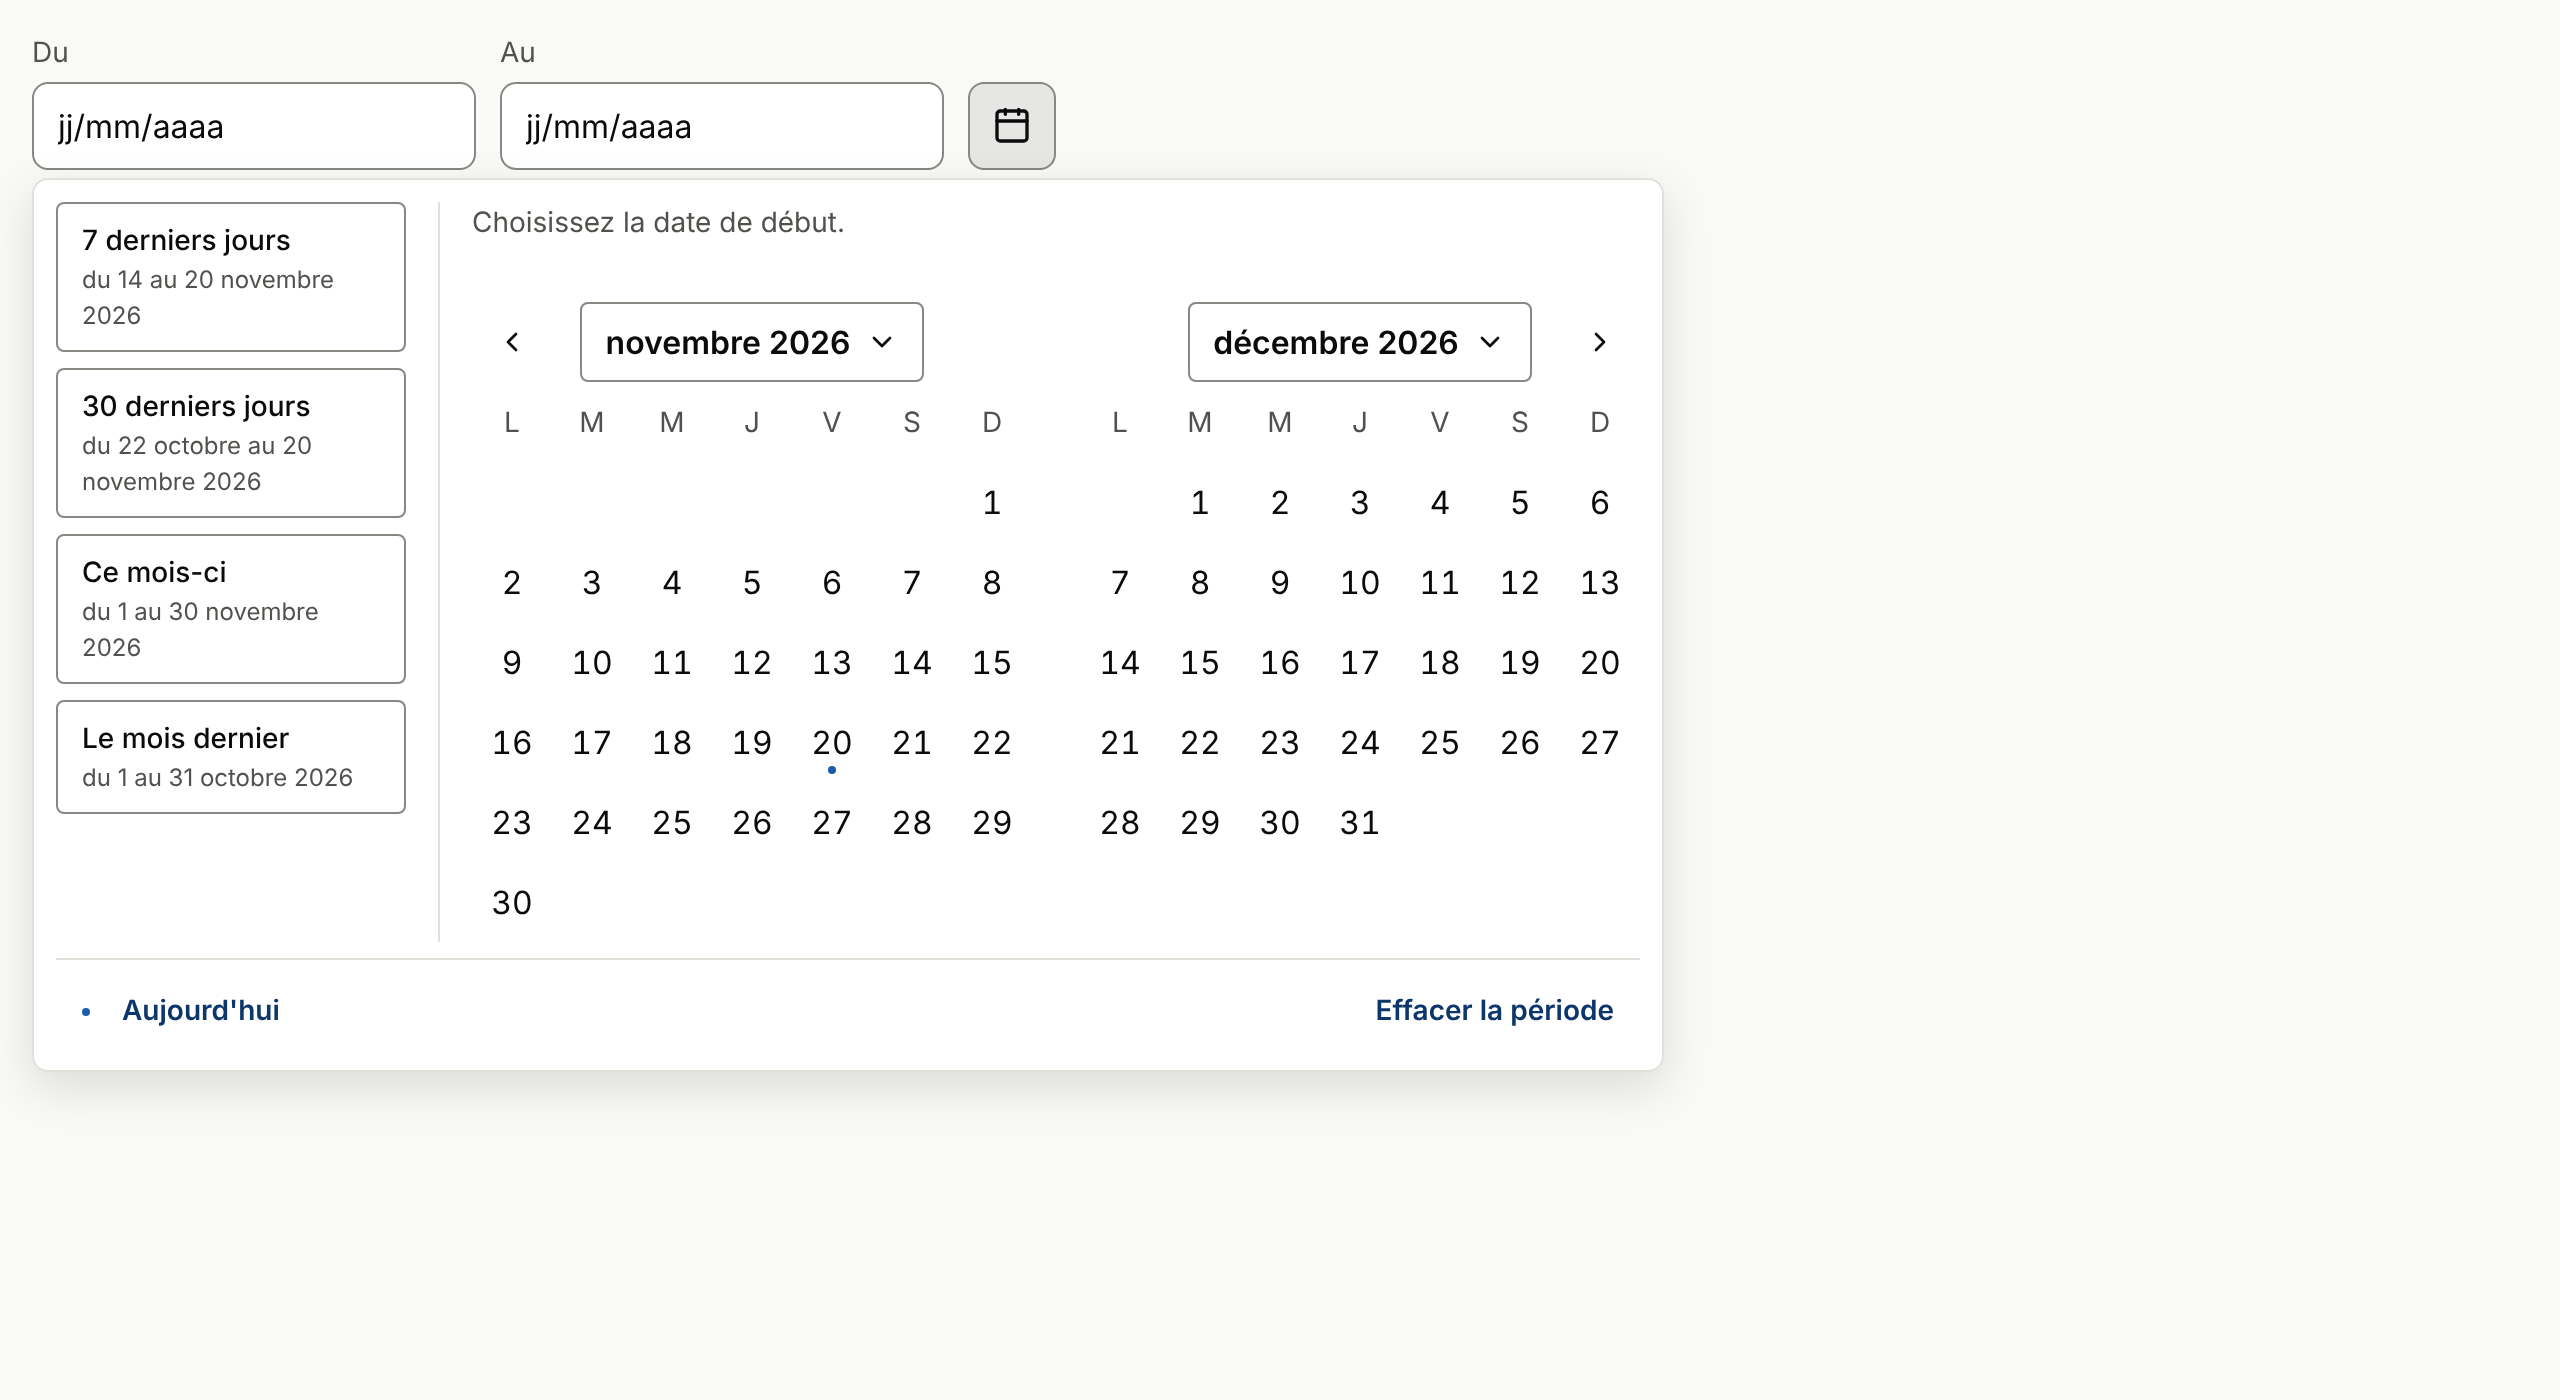 Du
Au
jj/mm/aaaa
jj/mm/aaaa
7 derniers jours
du 14 au 20 novembre
2026
30 derniers jours
du 22 octobre au 20
novembre 2026
Ce mois-ci
du 1 au 30 novembre
2026
Le mois dernier
du 1 au 31 octobre 2026
Choisissez la date de début.
novembre 2026
L M M J V S D
1
2 3 4 5 6 7 8
9 10 11 12 13 14 15
16 17 18 19 20 21 22
23 24 25 26 27 28 29
30
décembre 2026
L M M J V S D
1 2 3 4 5 6
7 8 9 10 11 12 13
14 15 16 17 18 19 20
21 22 23 24 25 26 27
28 29 30 31
Aujourd'hui
Effacer la période